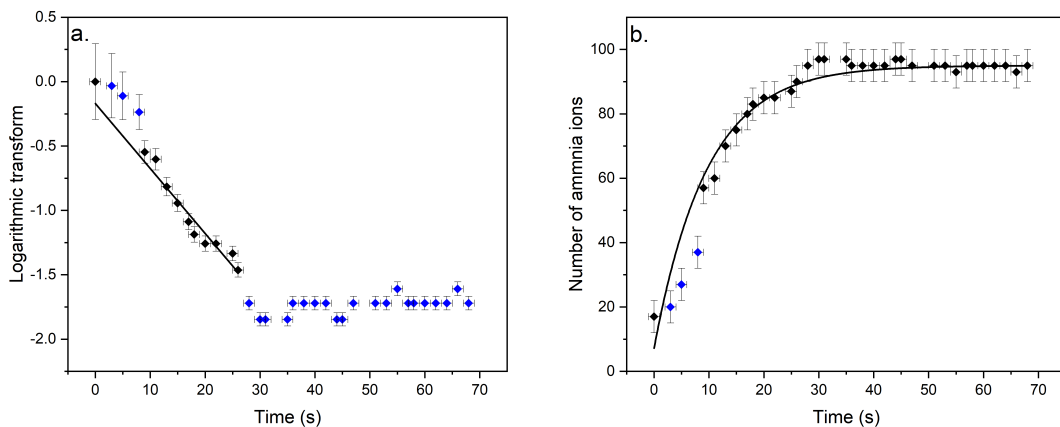 a.
0.5
0.0
-0.5
-1.0
-1.5
-2.0
Logarithmic transform
0 10 20 30 40 50 60 70
Time (s)
b.
100
80
60
40
20
0
Number of ammnia ions
0 10 20 30 40 50 60 70
Time (s)